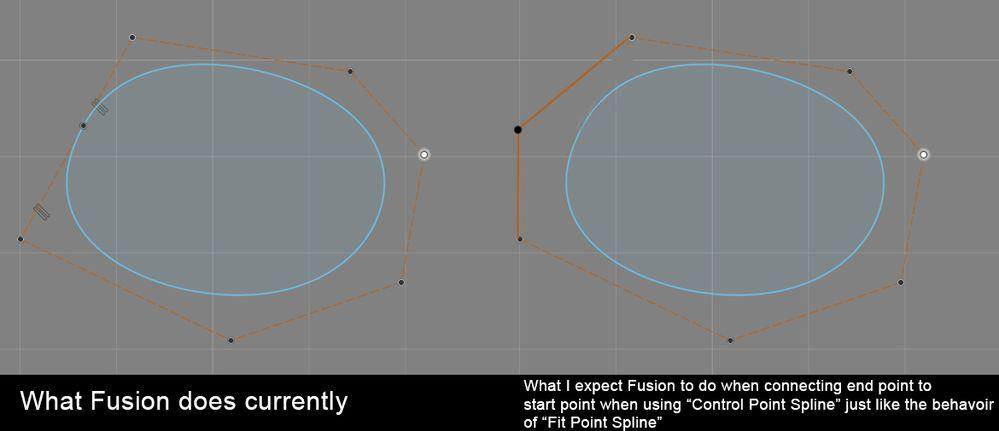 What Fusion does currently
What I expect Fusion to do when connecting end point to
start point when using “Control Point Spline” just like the behavoir
of “Fit Point Spline”